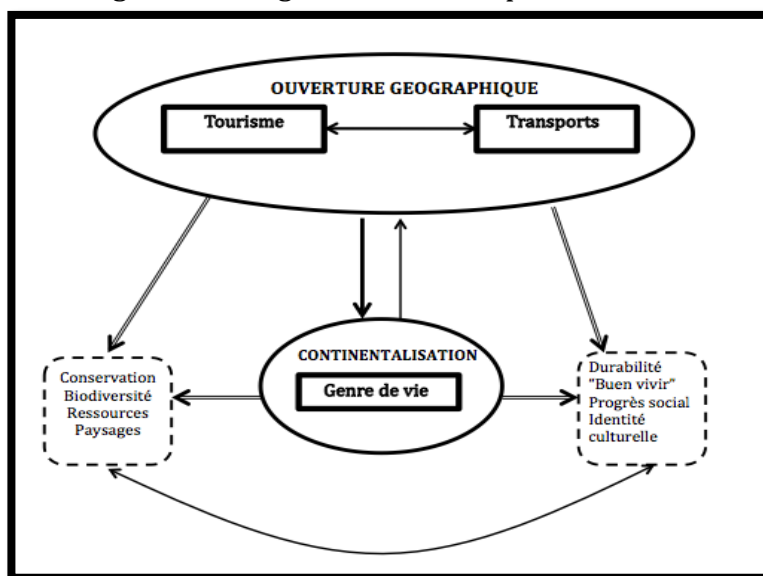 OUVERTURE GEOGRAPHIQUE
Tourisme
Transports
CONTINENTALISATION
Genre de vie
Conservation
Biodiversité
Ressources
Paysages
Durabilité
"Buen vivir"
Progrès social
Identité
culturelle